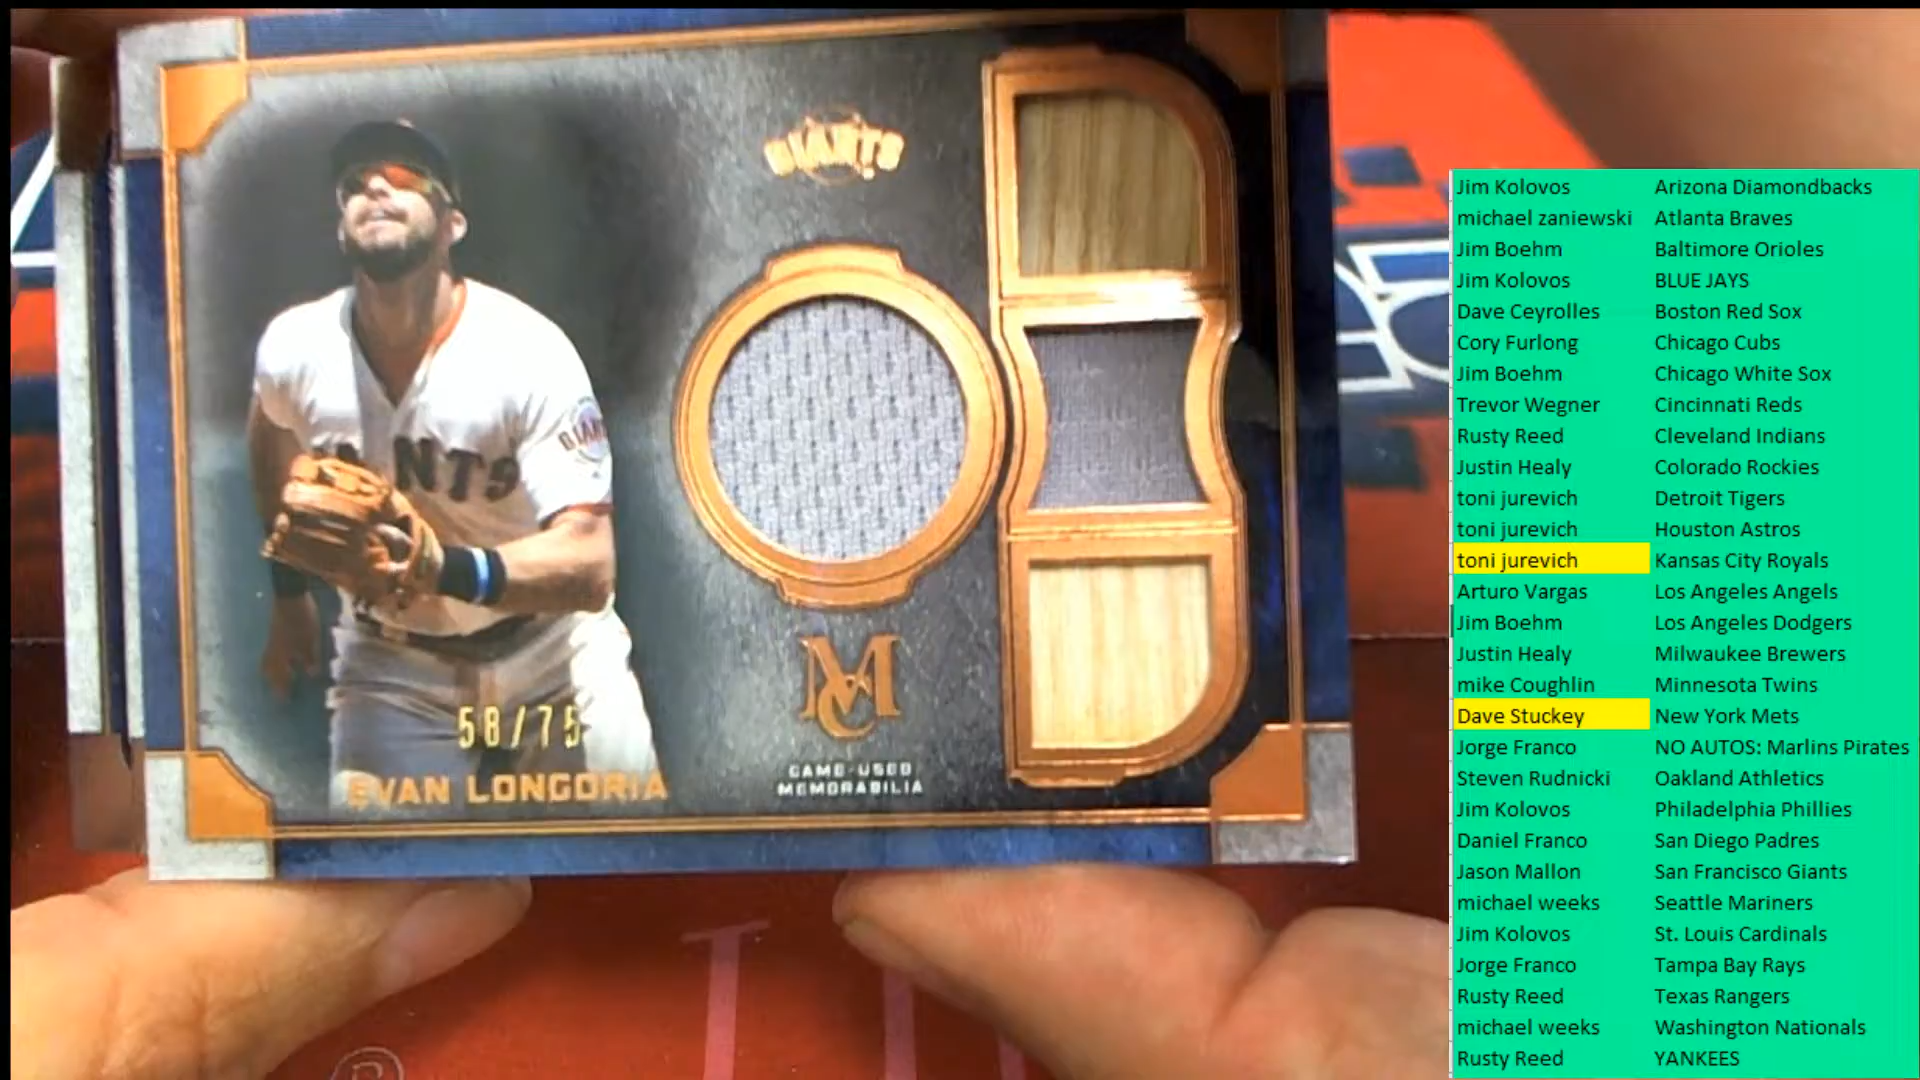 GIANTS
GIANTS
NTS
58/75
EVAN LONGORIA
MC
GAME-USED
MEMORABILIA
Jim Kolovos Arizona Diamondbacks
michael zaniewski Atlanta Braves
Jim Boehm Baltimore Orioles
Jim Kolovos BLUE JAYS
Dave Ceyrolles Boston Red Sox
Cory Furlong Chicago Cubs
Jim Boehm Chicago White Sox
Trevor Wegner Cincinnati Reds
Rusty Reed Cleveland Indians
Justin Healy Colorado Rockies
toni jurevich Detroit Tigers
toni jurevich Houston Astros
toni jurevich Kansas City Royals
Arturo Vargas Los Angeles Angels
Jim Boehm Los Angeles Dodgers
Justin Healy Milwaukee Brewers
mike Coughlin Minnesota Twins
Dave Stuckey New York Mets
Jorge Franco NO AUTOS: Marlins Pirates
Steven Rudnicki Oakland Athletics
Jim Kolovos Philadelphia Phillies
Daniel Franco San Diego Padres
Jason Mallon San Francisco Giants
michael weeks Seattle Mariners
Jim Kolovos St. Louis Cardinals
Jorge Franco Tampa Bay Rays
Rusty Reed Texas Rangers
michael weeks Washington Nationals
Rusty Reed YANKEES